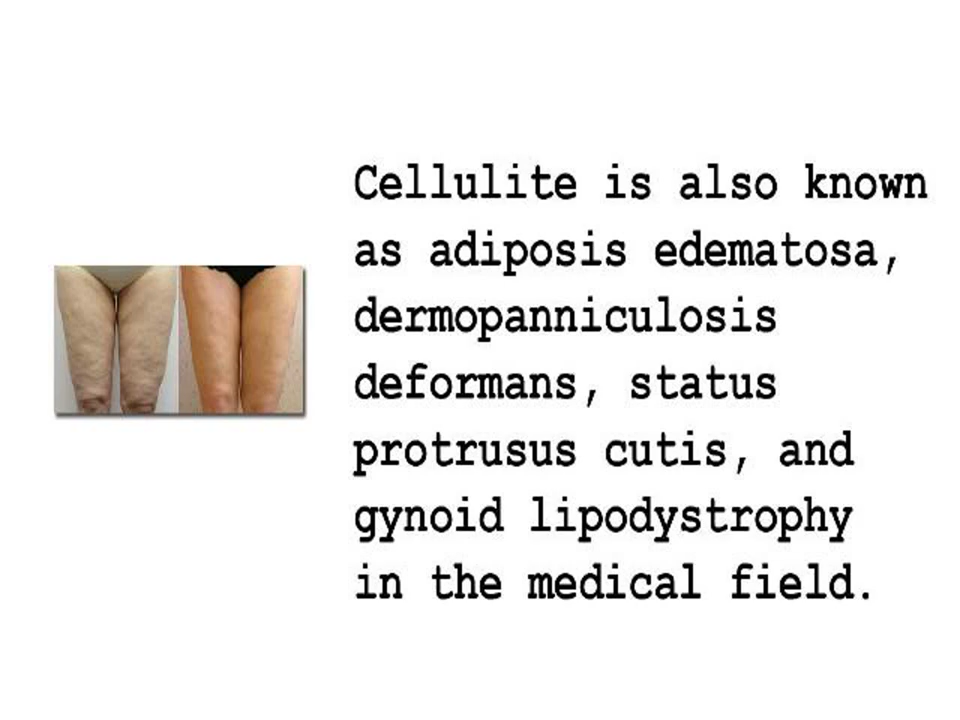 Cellulite is also known
as adiposis edematosa,
dermopanniculosis
deformans, status
protrusus cutis, and
gynoid lipodystrophy
in the medical field.